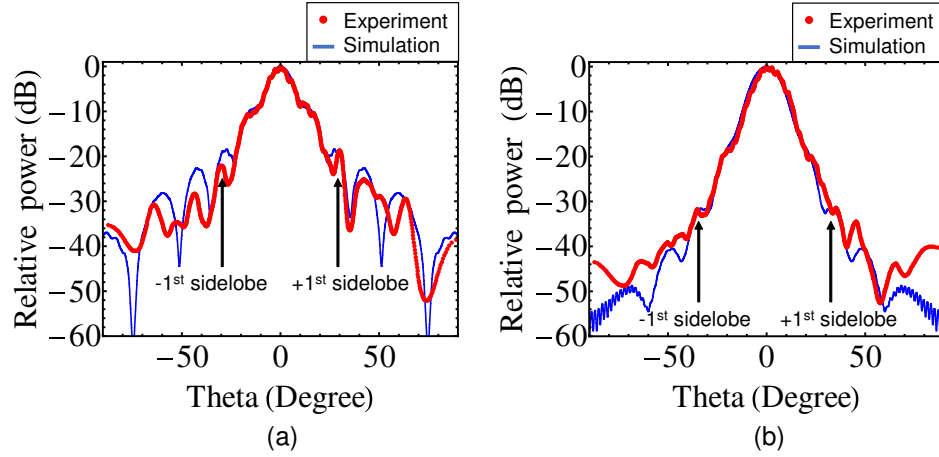 Experiment
Simulation
Relative power (dB)
0
−10
−20
−30
−40
−50
−60
-1st sidelobe
+1st sidelobe
−50
0
50
Theta (Degree)
(a)
Experiment
Simulation
Relative power (dB)
0
−10
−20
−30
−40
−50
−60
-1st sidelobe
+1st sidelobe
−50
0
50
Theta (Degree)
(b)